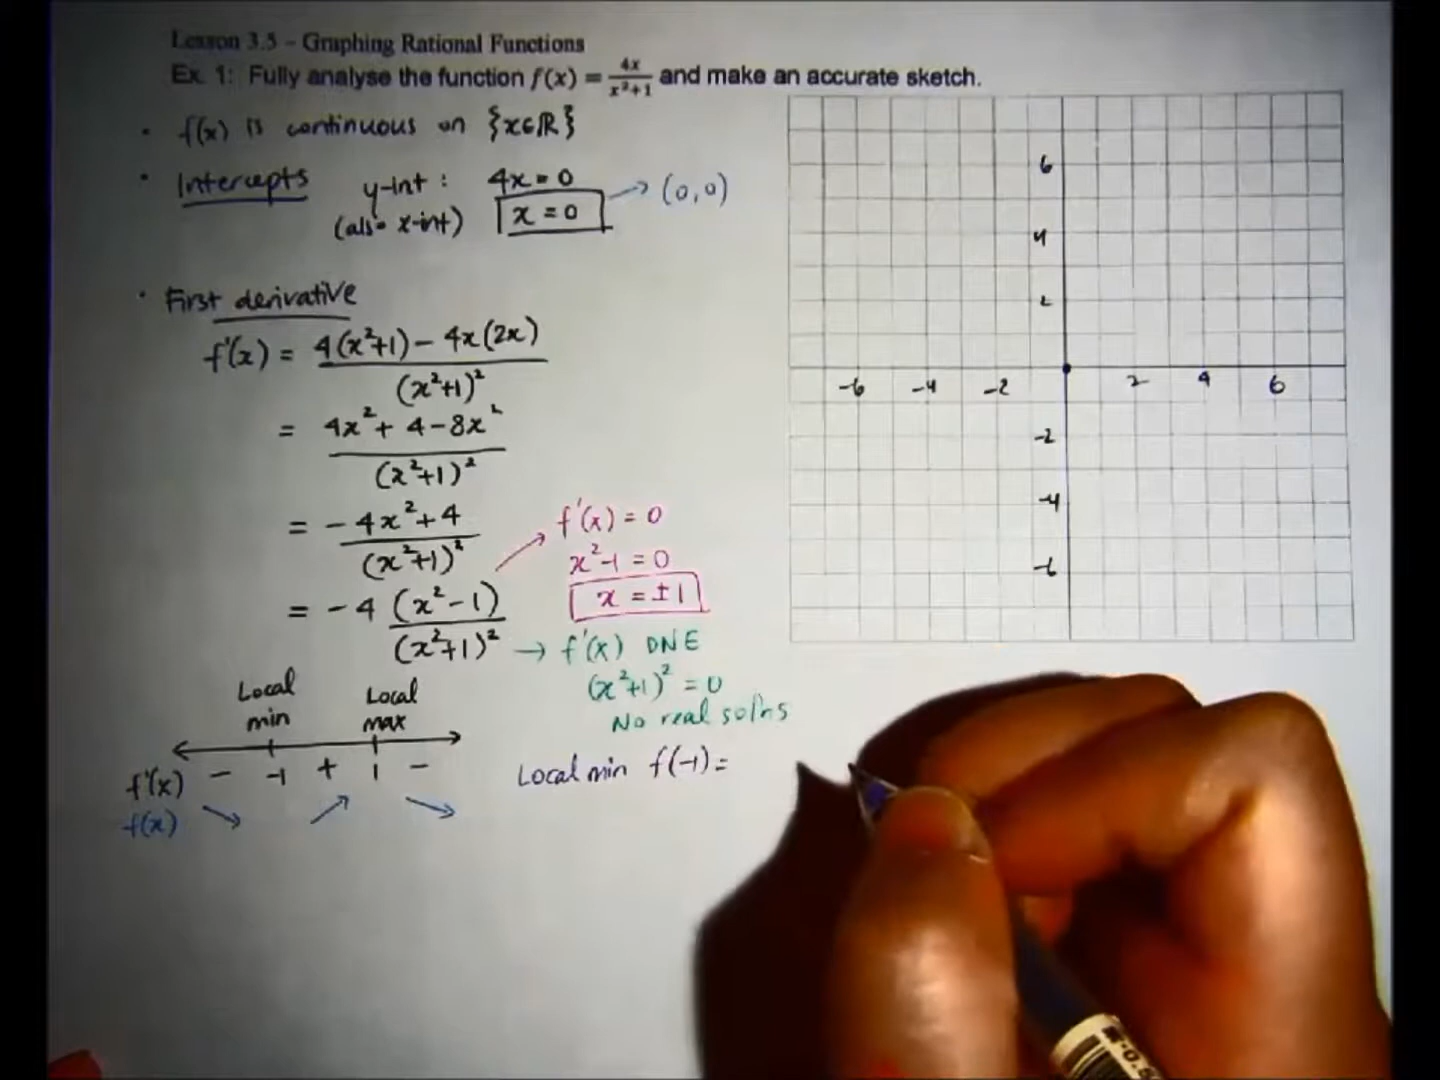 Lesson 3.5 – Graphing Rational Functions
Ex. 1: Fully analyse the function f(x) = 4x/(x²+1) and make an accurate sketch.
· f(x) is continuous on {x∈ℝ}
· Intercepts y-int : 4x = 0 → (0,0)
(also x-int) x = 0
· First derivative
f'(x) = 4(x²+1) − 4x(2x) / (x²+1)²
= 4x² + 4 − 8x² / (x²+1)²
= −4x² + 4 / (x²+1)²
= −4 (x² − 1) / (x²+1)²
f'(x) = 0
x² − 1 = 0
x = ±1
→ f'(x) DNE
(x²+1)² = 0
No real solns
Local min Local max
f'(x) − −1 + 1 −
f(x)
Local min f(−1) =
6
4
2
−6 −4 −2 2 4 6
−2
−4
−6